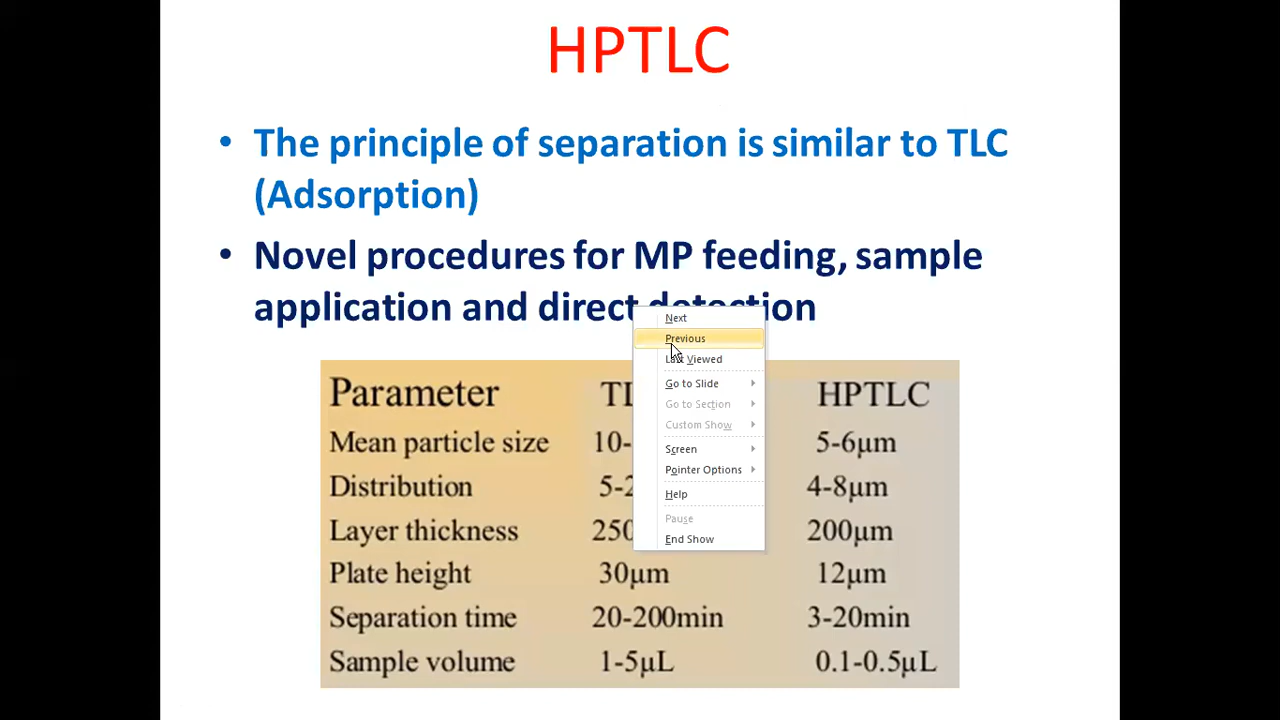 HPTLC
• The principle of separation is similar to TLC
(Adsorption)
• Novel procedures for MP feeding, sample
application and direct detection
Next
Previous
Last Viewed
Go to Slide
Go to Section
Custom Show
Screen
Pointer Options
Help
Pause
End Show
Parameter HPTLC
Mean particle size 5-6μm
Distribution 4-8μm
Layer thickness 200μm
Plate height 30μm 12μm
Separation time 20-200min 3-20min
Sample volume 1-5μL 0.1-0.5μL